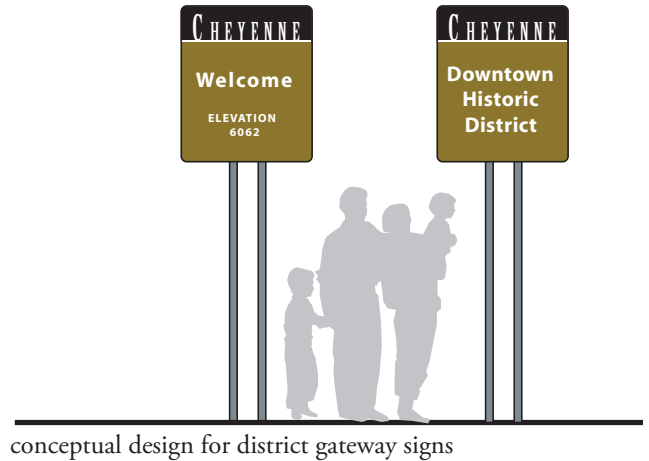 CHEYENNE
Welcome
ELEVATION
6062
CHEYENNE
Downtown
Historic
District
conceptual design for district gateway signs